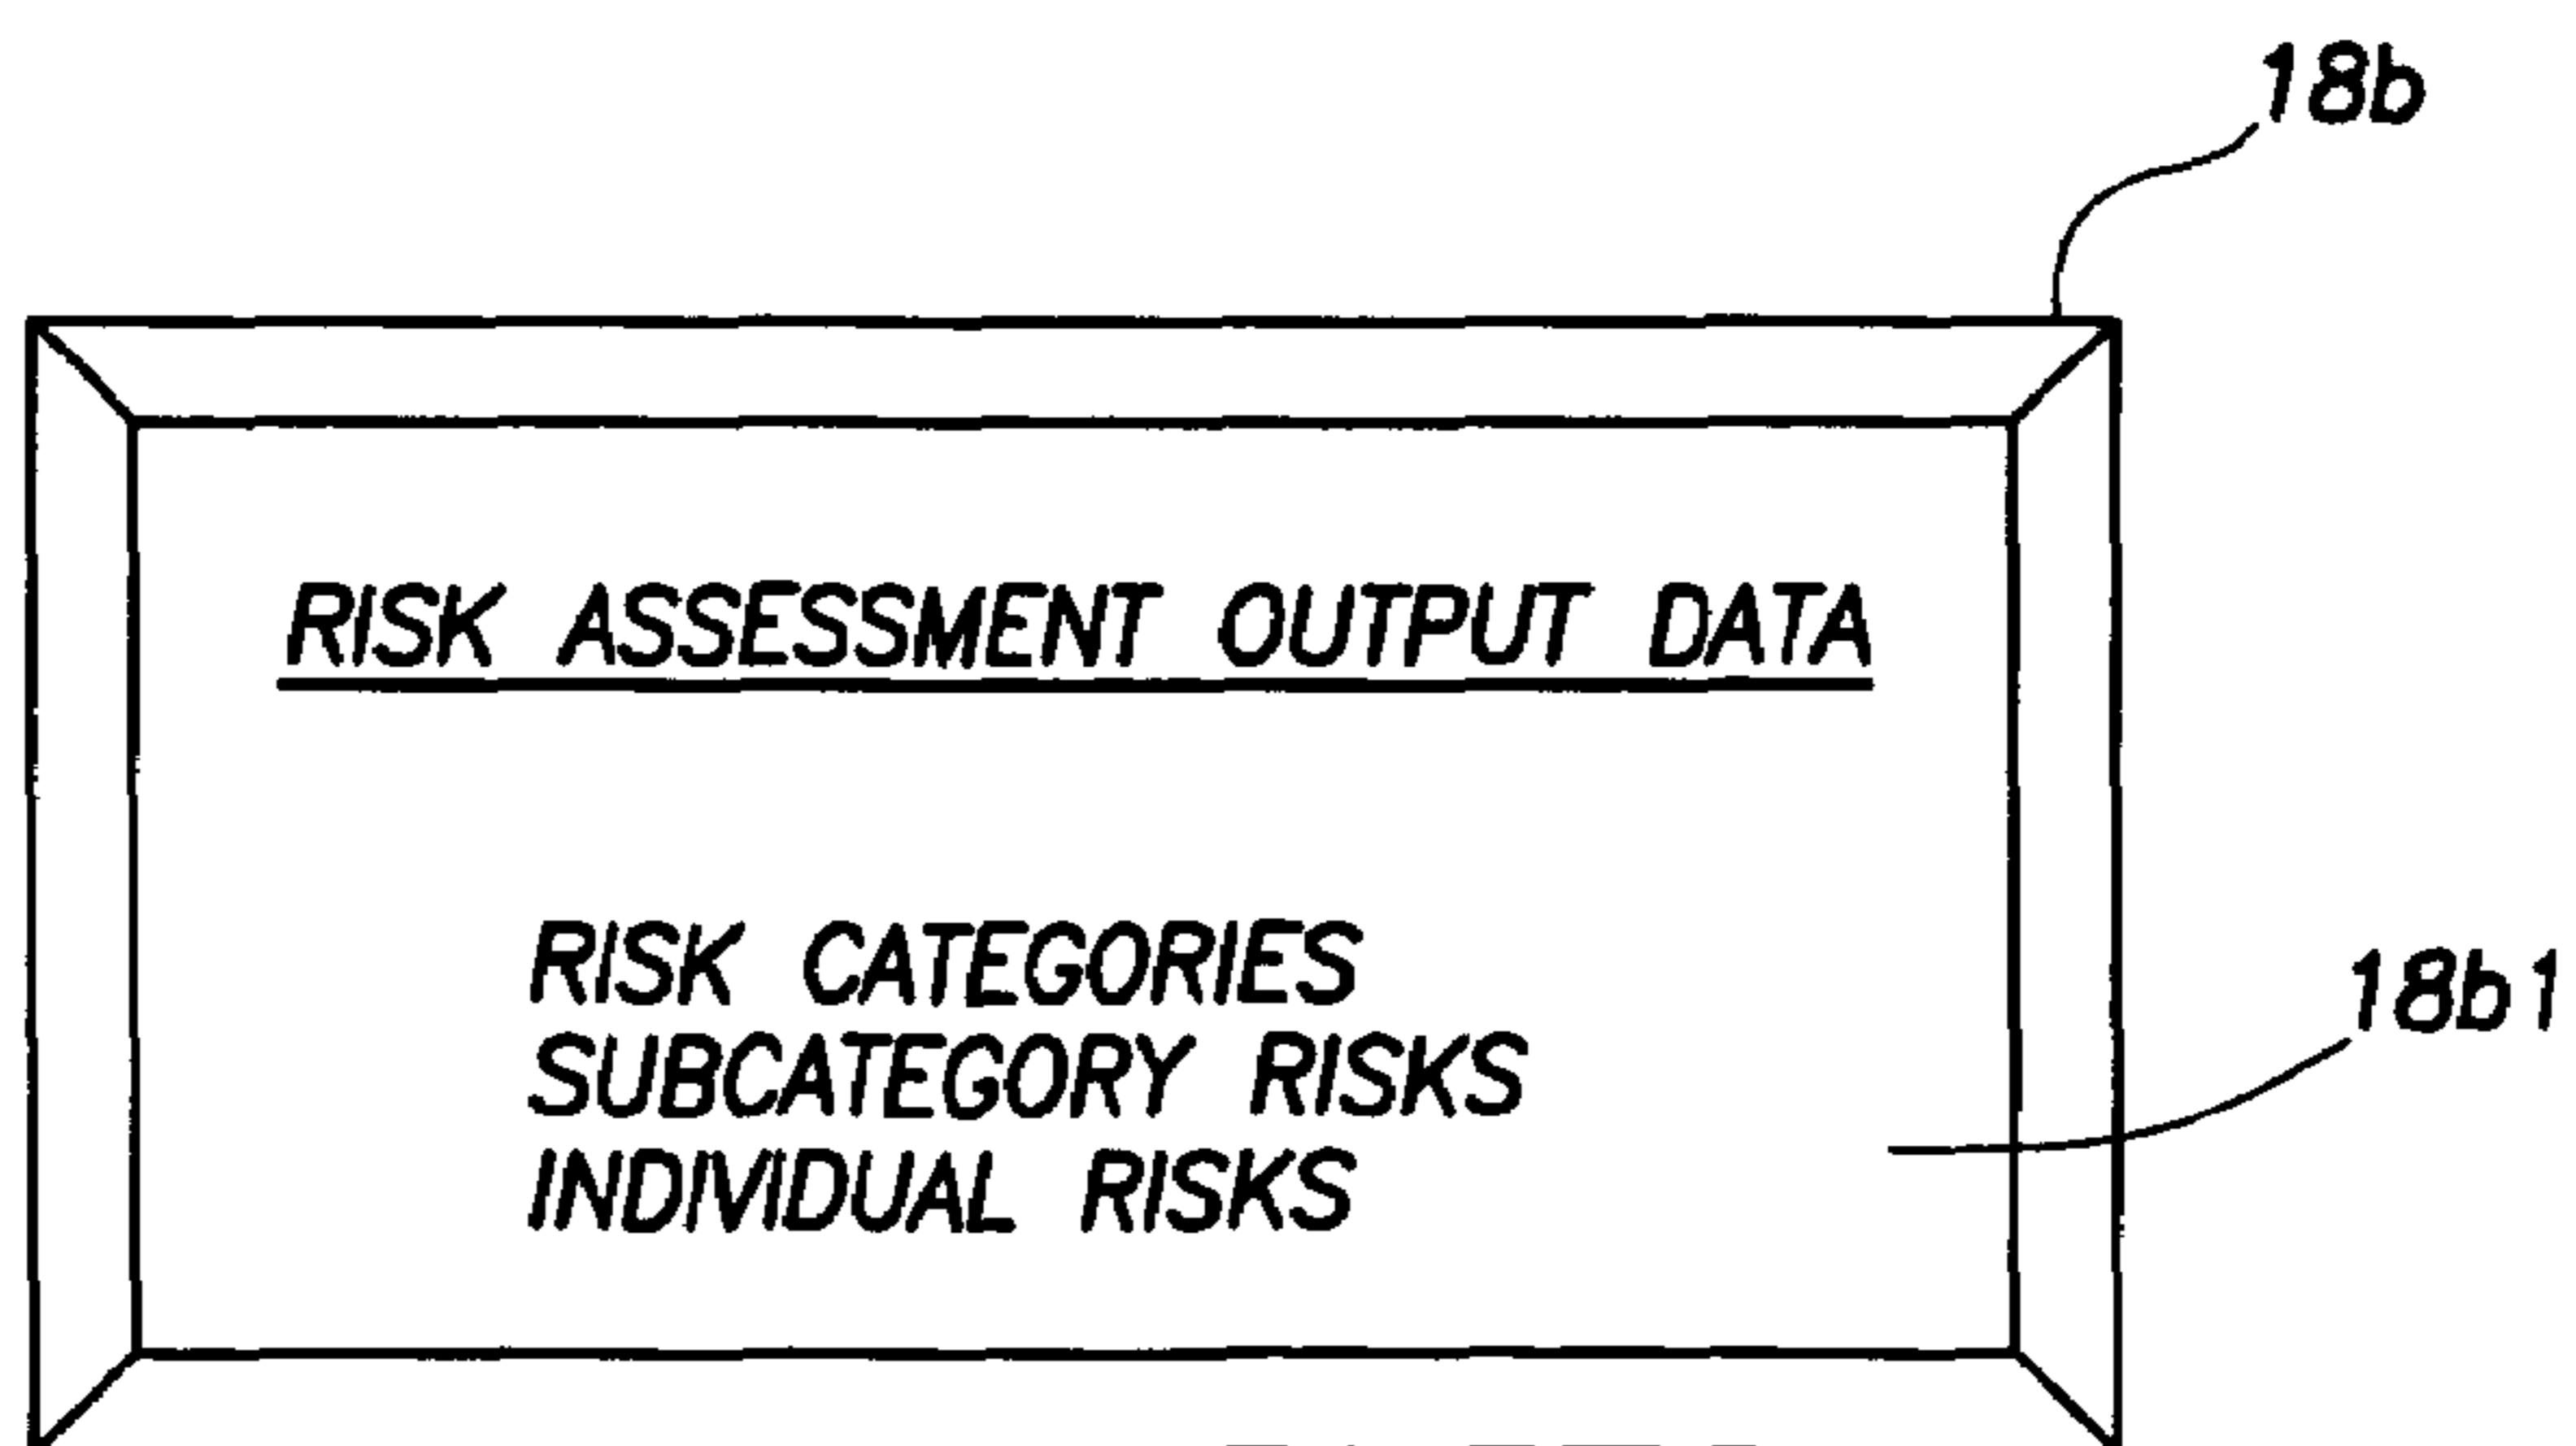 18b
RISK ASSESSMENT OUTPUT DATA
RISK CATEGORIES
SUBCATEGORY RISKS
INDIVIDUAL RISKS
18b1